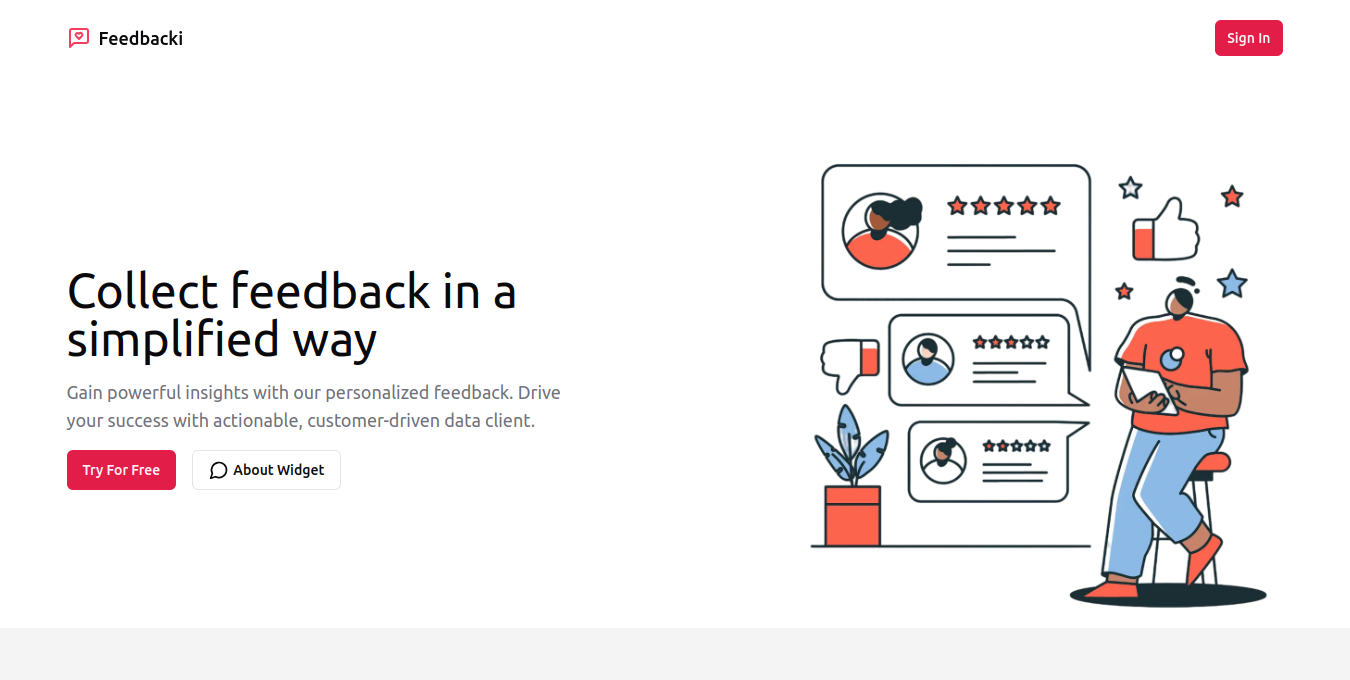 Feedbacki
Sign In
Collect feedback in a
simplified way
Gain powerful insights with our personalized feedback. Drive
your success with actionable, customer-driven data client.
Try For Free
About Widget